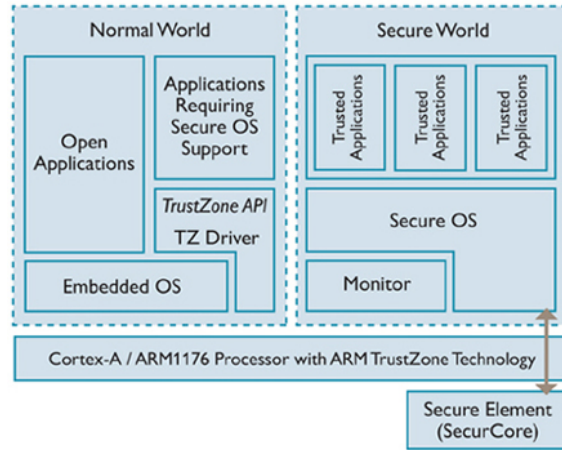 Normal World
Open
Applications
Applications
Requiring
Secure OS
Support
TrustZone API
TZ Driver
Embedded OS
Secure World
Trusted
Applications
Trusted
Applications
Trusted
Applications
Secure OS
Monitor
Cortex-A / ARM1176 Processor with ARM TrustZone Technology
Secure Element
(SecurCore)